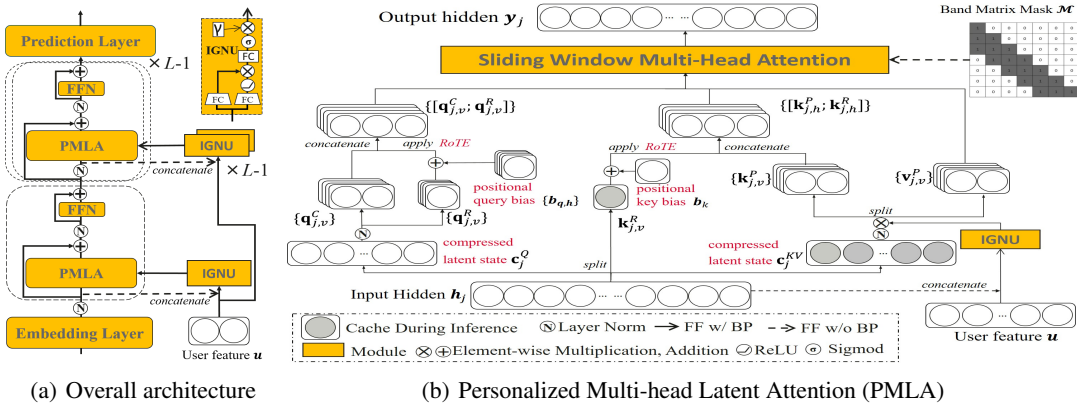 Prediction Layer
× L-1
FFN
N
PMLA
N
FFN
N
PMLA
N
Embedding Layer
γ
IGNU
σ
FC
FC
FC
IGNU
× L-1
concatenate
IGNU
concatenate
User feature u
(a) Overall architecture
Output hidden y_j
Band Matrix Mask M
Sliding Window Multi-Head Attention
{[q^C_{j,v}; q^R_{j,v}]}
{[k^P_{j,h}; k^R_{j,h}]}
concatenate
apply RoTE
apply RoTE
concatenate
positional
query bias {b_{q,h}}
positional
key bias b_k
{k^P_{j,v}}
{v^P_{j,v}}
{q^C_{j,v}}
{q^R_{j,v}}
k^R_{j,v}
split
N
N
IGNU
compressed
latent state c^Q_j
compressed
latent state c^{KV}_j
split
Input Hidden h_j
concatenate
User feature u
Cache During Inference
N Layer Norm
FF w/ BP
FF w/o BP
Module
Element-wise Multiplication, Addition
ReLU
σ Sigmod
(b) Personalized Multi-head Latent Attention (PMLA)